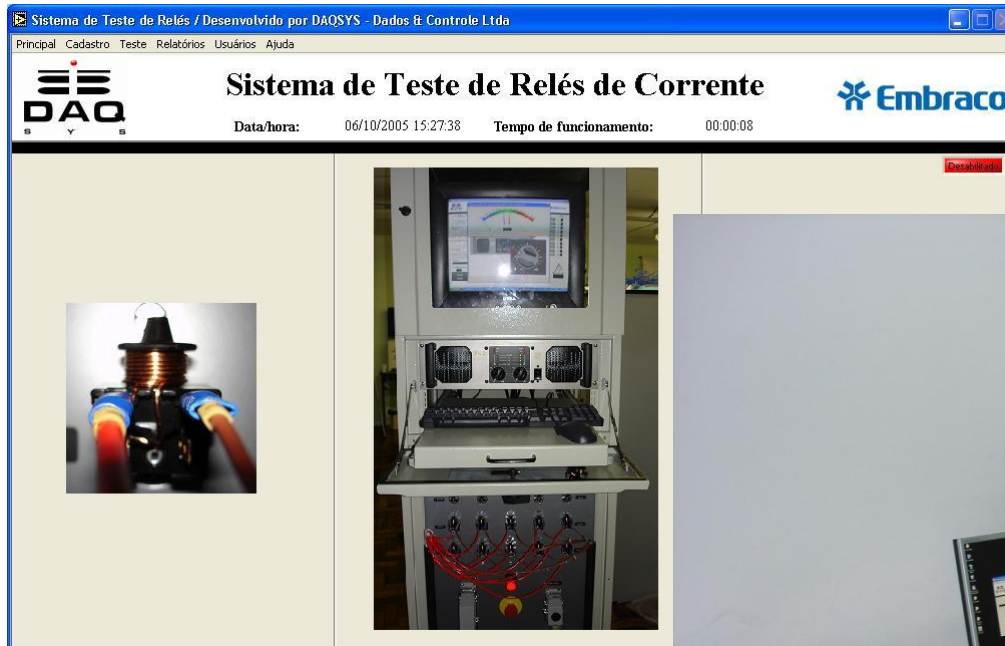 Sistema de Teste de Relés / Desenvolvido por DAQSYS - Dados & Controle Ltda
Principal Cadastro Teste Relatórios Usuários Ajuda
DAQ
S Y S
Sistema de Teste de Relés de Corrente
Embraco
Data/hora: 06/10/2005 15:27:38 Tempo de funcionamento: 00:00:08
Desabilitado